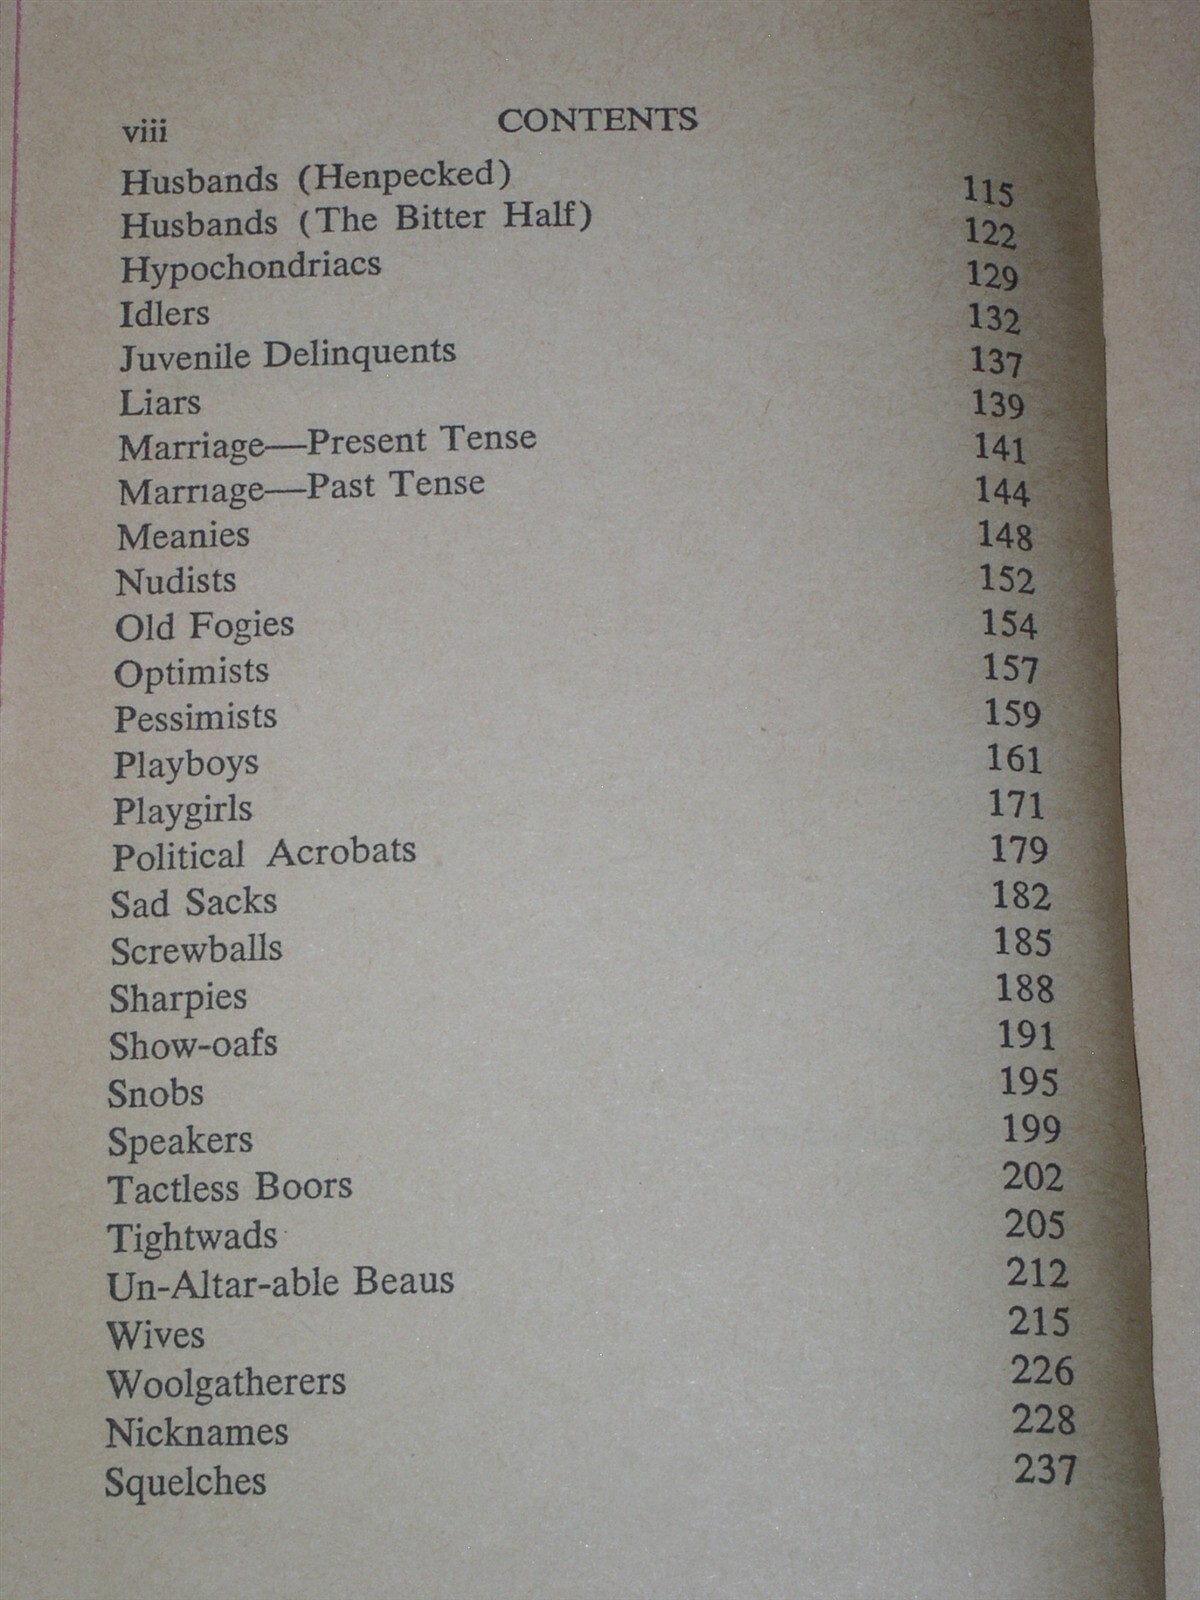 viii CONTENTS
Husbands (Henpecked) 115
Husbands (The Bitter Half) 122
Hypochondriacs 129
Idlers 132
Juvenile Delinquents 137
Liars 139
Marriage—Present Tense 141
Marriage—Past Tense 144
Meanies 148
Nudists 152
Old Fogies 154
Optimists 157
Pessimists 159
Playboys 161
Playgirls 171
Political Acrobats 179
Sad Sacks 182
Screwballs 185
Sharpies 188
Show-oafs 191
Snobs 195
Speakers 199
Tactless Boors 202
Tightwads 205
Un-Altar-able Beaus 212
Wives 215
Woolgatherers 226
Nicknames 228
Squelches 237